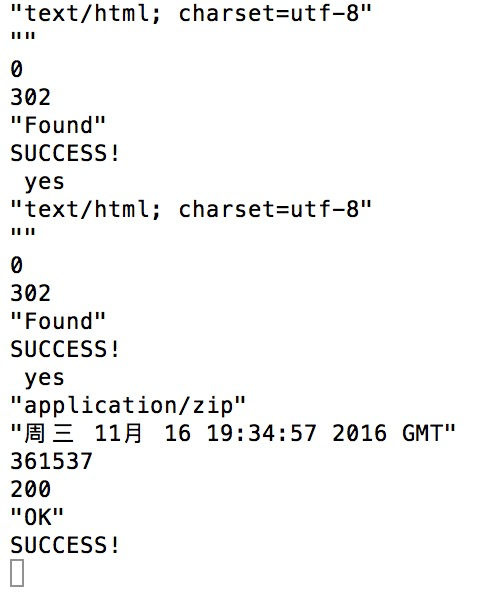 "text/html; charset=utf-8"
""
0
302
"Found"
SUCCESS!
 yes
"text/html; charset=utf-8"
""
0
302
"Found"
SUCCESS!
 yes
"application/zip"
"周三 11月 16 19:34:57 2016 GMT"
361537
200
"OK"
SUCCESS!